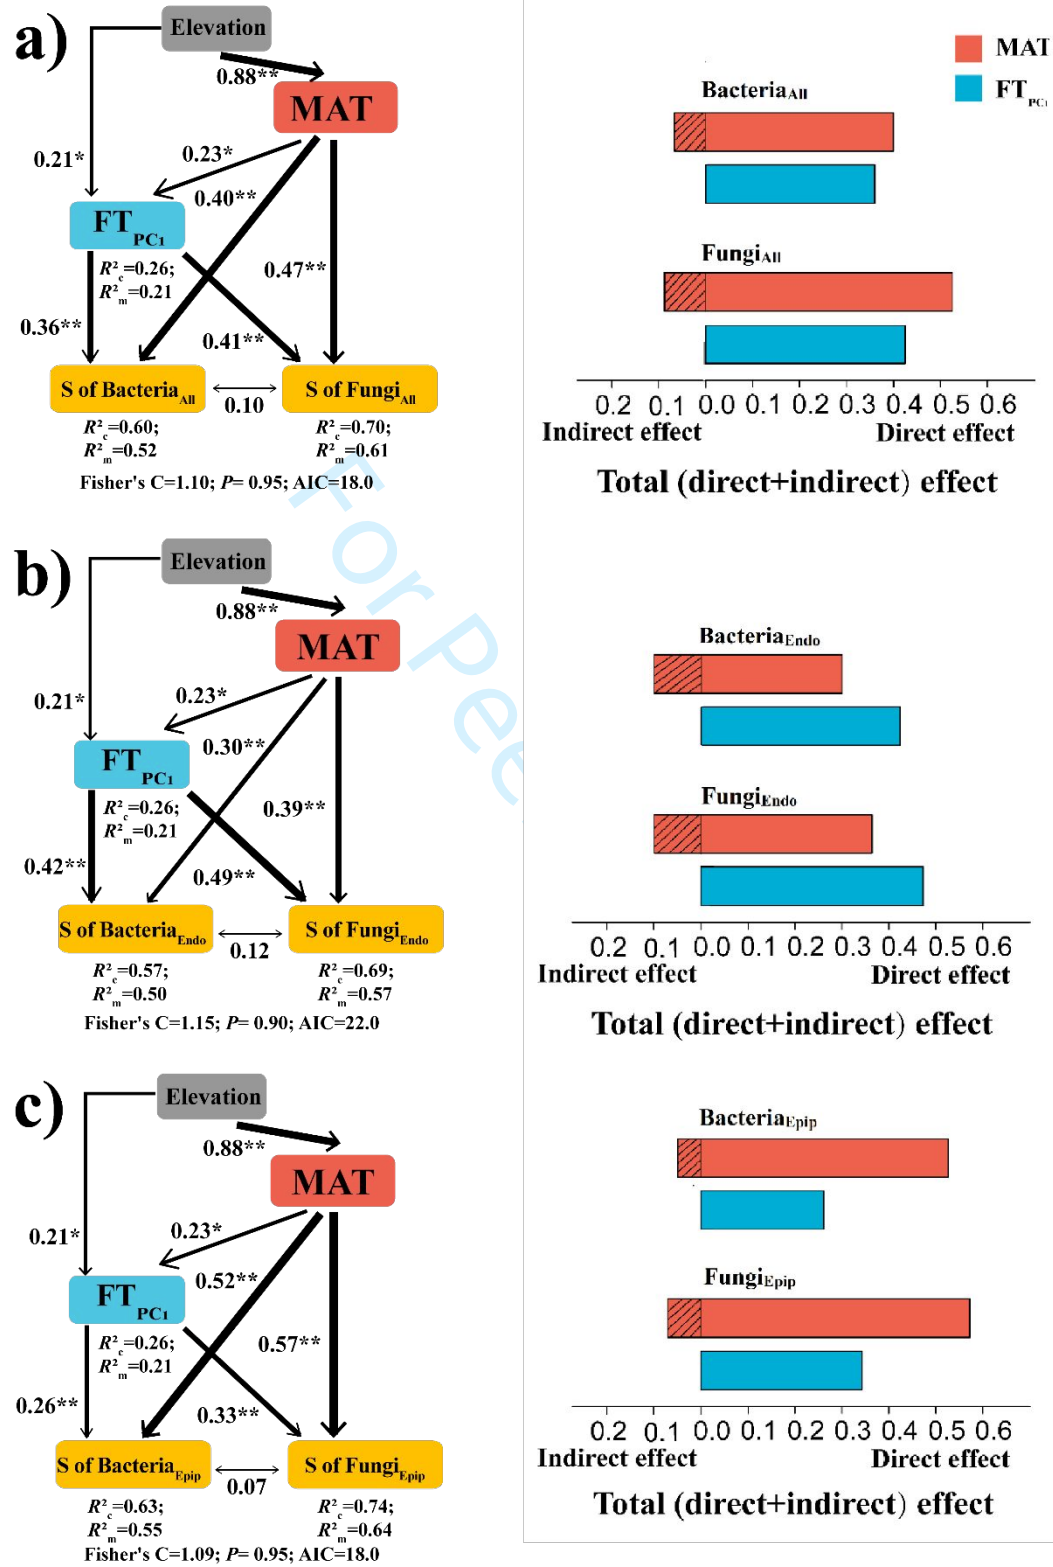 a)
Elevation
0.88**
MAT
0.21*
0.23*
0.40**
FT PC1
R²c=0.26;
R²m=0.21
0.47**
0.36**
0.41**
S of BacteriaAll
0.10
S of FungiAll
R²c=0.60;
R²m=0.52
R²c=0.70;
R²m=0.61
Fisher's C=1.10; P= 0.95; AIC=18.0
MAT
FT PC1
BacteriaAll
FungiAll
0.2 0.1 0.0 0.1 0.2 0.3 0.4 0.5 0.6
Indirect effect Direct effect
Total (direct+indirect) effect
For Pee
b)
Elevation
0.88**
MAT
0.21*
0.23*
0.30**
FT PC1
R²c=0.26;
R²m=0.21
0.39**
0.42**
0.49**
S of BacteriaEndo
0.12
S of FungiEndo
R²c=0.57;
R²m=0.50
R²c=0.69;
R²m=0.57
Fisher's C=1.15; P= 0.90; AIC=22.0
BacteriaEndo
FungiEndo
0.2 0.1 0.0 0.1 0.2 0.3 0.4 0.5 0.6
Indirect effect Direct effect
Total (direct+indirect) effect
c)
Elevation
0.88**
MAT
0.21*
0.23*
0.52**
FT PC1
R²c=0.26;
R²m=0.21
0.57**
0.26**
0.33**
S of BacteriaEpip
0.07
S of FungiEpip
R²c=0.63;
R²m=0.55
R²c=0.74;
R²m=0.64
Fisher's C=1.09; P= 0.95; AIC=18.0
BacteriaEpip
FungiEpip
0.2 0.1 0.0 0.1 0.2 0.3 0.4 0.5 0.6
Indirect effect Direct effect
Total (direct+indirect) effect